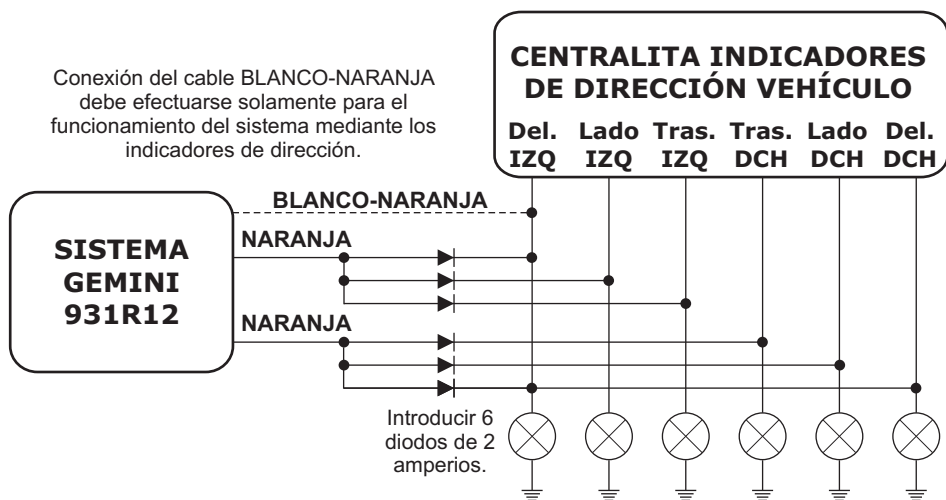 Conexión del cable BLANCO-NARANJA
debe efectuarse solamente para el
funcionamiento del sistema mediante los
indicadores de dirección.
CENTRALITA INDICADORES
DE DIRECCIÓN VEHÍCULO
Del. Lado Tras. Tras. Lado Del.
IZQ IZQ IZQ DCH DCH DCH
BLANCO-NARANJA
NARANJA
SISTEMA
GEMINI
931R12
NARANJA
Introducir 6
diodos de 2
amperios.